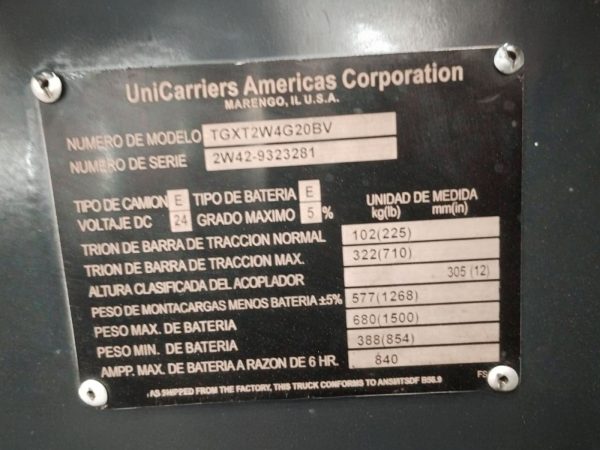 UniCarriers Americas Corporation
MARENGO, IL U.S.A.
NUMERO DE MODELO TGXT2W4G20BV
NUMERO DE SERIE 2W42-9323281
TIPO DE CAMION E TIPO DE BATERIA E
VOLTAJE DC 24 GRADO MAXIMO 5 %
UNIDAD DE MEDIDA
kg(lb) mm(in)
TRION DE BARRA DE TRACCION NORMAL 102(225)
TRION DE BARRA DE TRACCION MAX. 322(710)
ALTURA CLASIFICADA DEL ACOPLADOR 305 (12)
PESO DE MONTACARGAS MENOS BATERIA ±5% 577(1268)
PESO MAX. DE BATERIA 680(1500)
PESO MIN. DE BATERIA 388(854)
AMPP. MAX. DE BATERIA A RAZON DE 6 HR. 840
FS
AS SHIPPED FROM THE FACTORY, THIS TRUCK CONFORMS TO ANSI/ITSDF B56.9